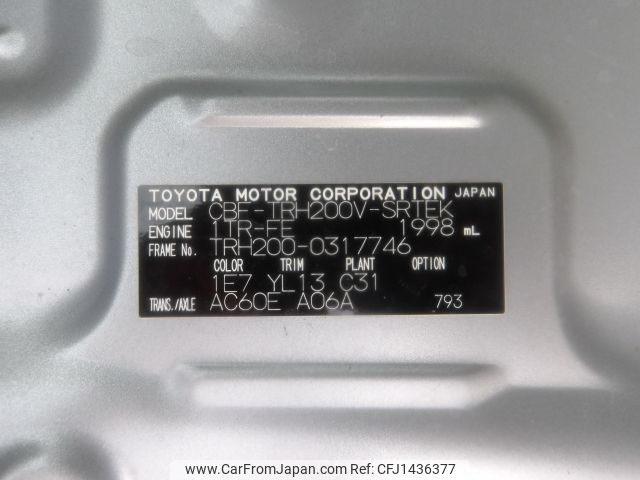 TOYOTA MOTOR CORPORATION JAPAN
MODEL CBF-TRH200V-SRTEK
ENGINE 1TR-FE 1998 mL
FRAME No. TRH200-0317746
COLOR TRIM PLANT OPTION
1E7 YL13 C31
TRANS./AXLE AC60E A06A 793
www.CarFromJapan.com CFJ1436377